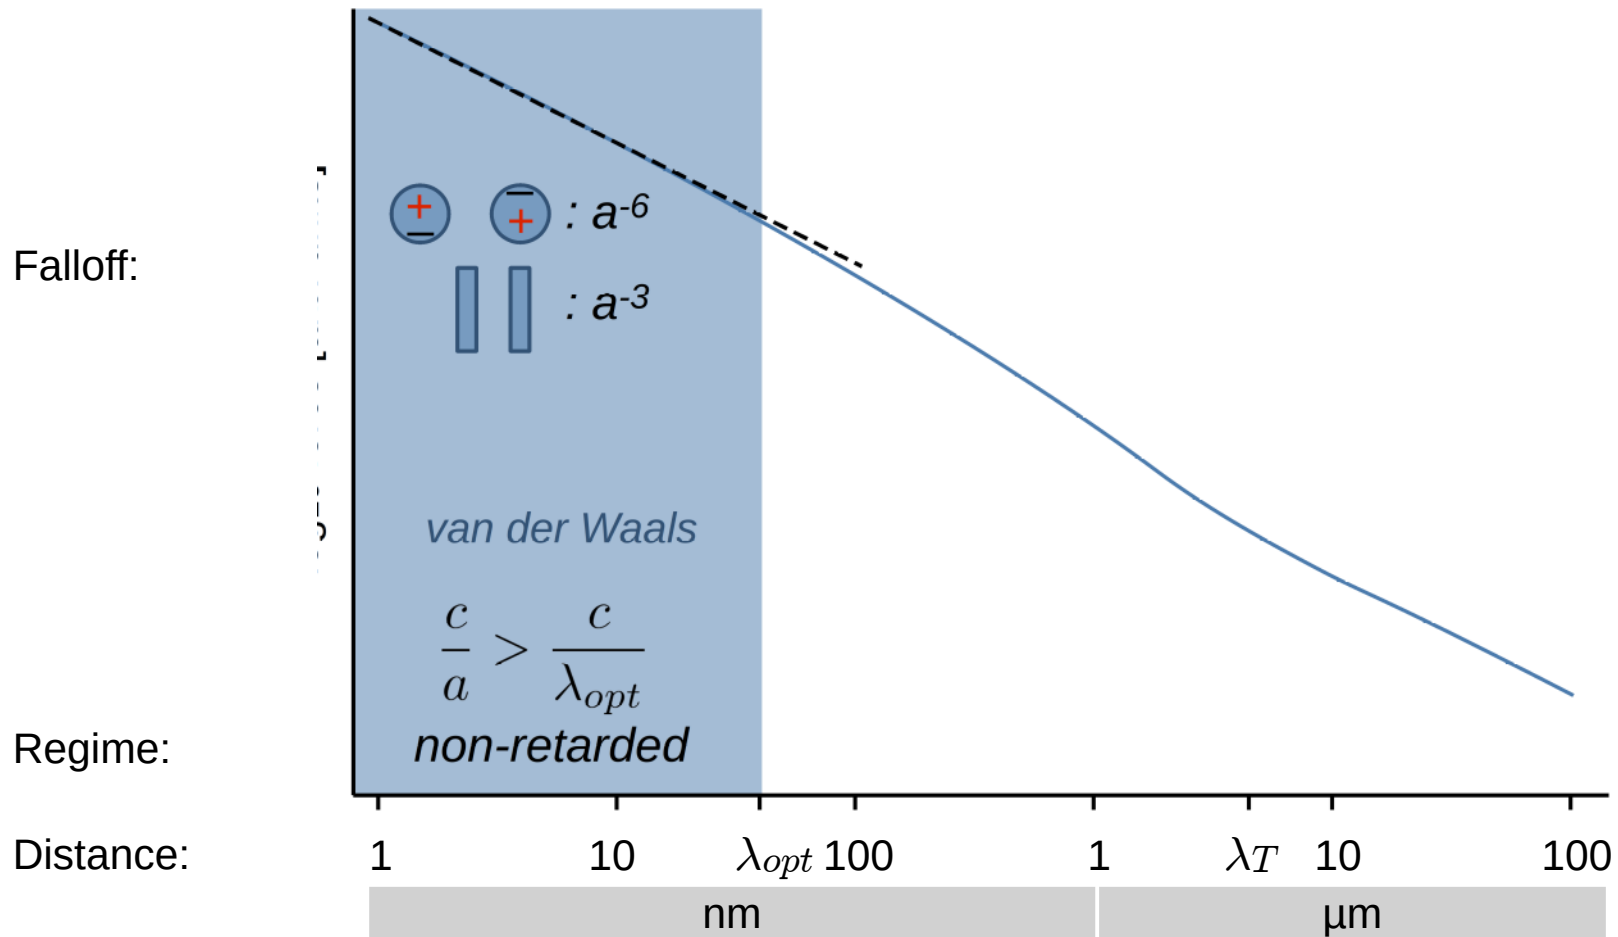 + − − + : a-6
Falloff:
: a-3
van der Waals
c/a > c/λopt
Regime: non-retarded
Distance: 1 10 λopt 100 1 λT 10 100
nm µm